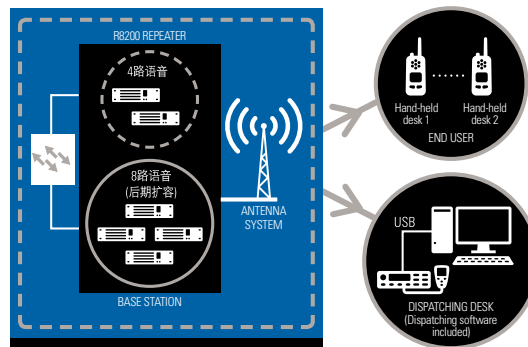 R8200 REPEATER
4路语音
8路语音
(后期扩容)
BASE STATION
ANTENNA
SYSTEM
Hand-held
desk 1
Hand-held
desk 2
END USER
USB
DISPATCHING DESK
(Dispatching software
included)